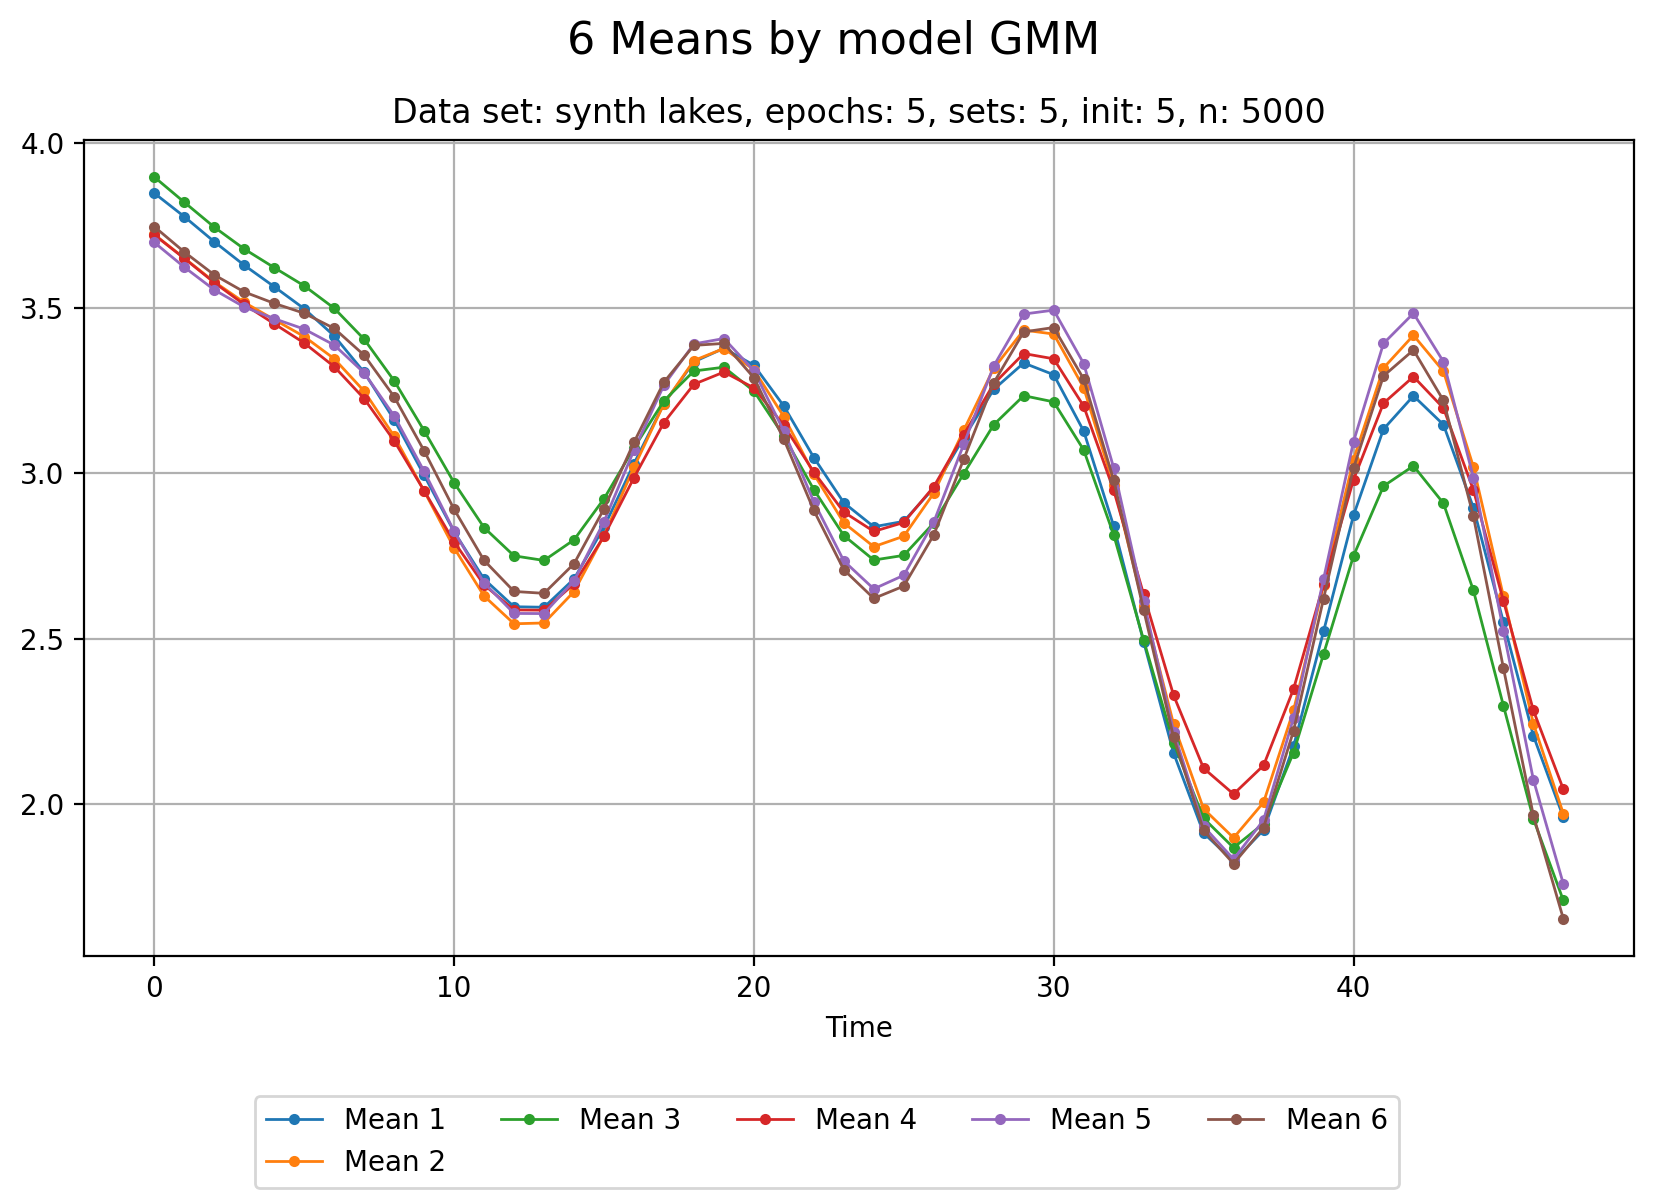 6 Means by model GMM
Data set: synth lakes, epochs: 5, sets: 5, init: 5, n: 5000
4.0
3.5
3.0
2.5
2.0
0 10 20 30 40
Time
Mean 1 Mean 3 Mean 4 Mean 5 Mean 6
Mean 2